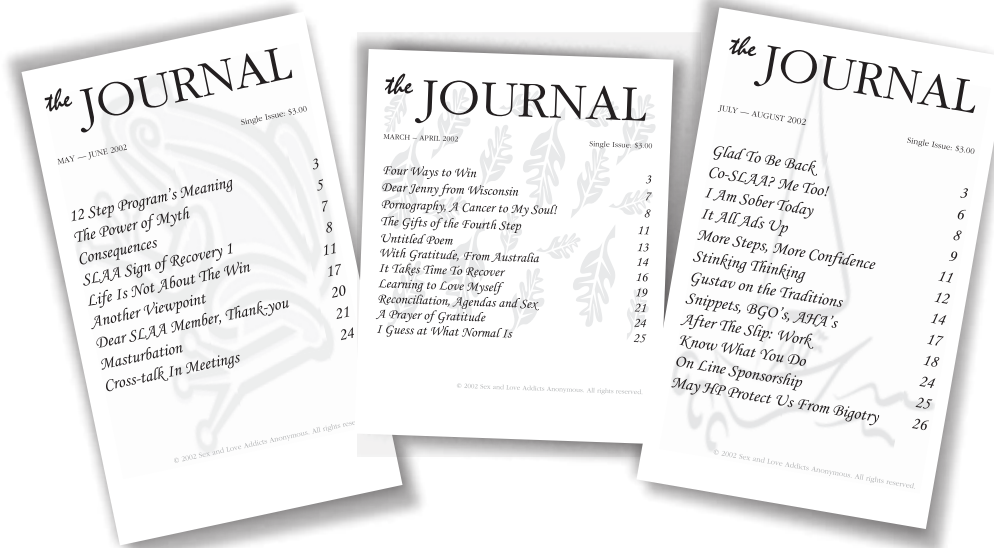 the JOURNAL
Single Issue: $3.00
MAY — JUNE 2002
12 Step Program's Meaning 3
The Power of Myth 5
Consequences 7
SLAA Sign of Recovery 1 8
Life Is Not About The Win 11
Another Viewpoint 17
Dear SLAA Member, Thank-you 20
Masturbation 21
Cross-talk In Meetings 24
© 2002 Sex and Love Addicts Anonymous. All rights rese
the JOURNAL
MARCH – APRIL 2002
Single Issue: $3.00
Four Ways to Win 3
Dear Jenny from Wisconsin 7
Pornography, A Cancer to My Soul! 8
The Gifts of the Fourth Step 11
Untitled Poem 13
With Gratitude, From Australia 14
It Takes Time To Recover 16
Learning to Love Myself 19
Reconciliation, Agendas and Sex 21
A Prayer of Gratitude 24
I Guess at What Normal Is 25
© 2002 Sex and Love Addicts Anonymous. All rights reserved.
the JOURNAL
JULY — AUGUST 2002
Single Issue: $3.00
Glad To Be Back 3
Co-SLAA? Me Too! 6
I Am Sober Today 8
It All Ads Up 9
More Steps, More Confidence 11
Stinking Thinking 12
Gustav on the Traditions 14
Snippets, BGO's, AHA's 17
After The Slip: Work 18
Know What You Do 24
On Line Sponsorship 25
May HP Protect Us From Bigotry 26
© 2002 Sex and Love Addicts Anonymous. All rights reserved.